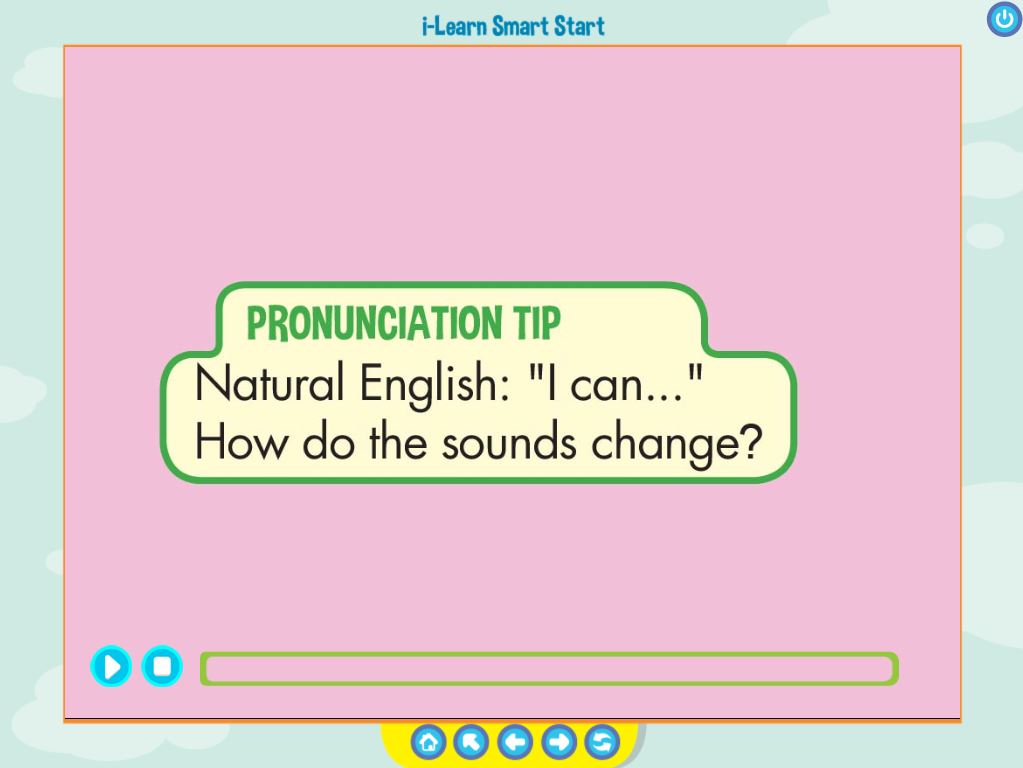 i-Learn Smart Start
PRONUNCIATION TIP
Natural English: "I can..."
How do the sounds change?